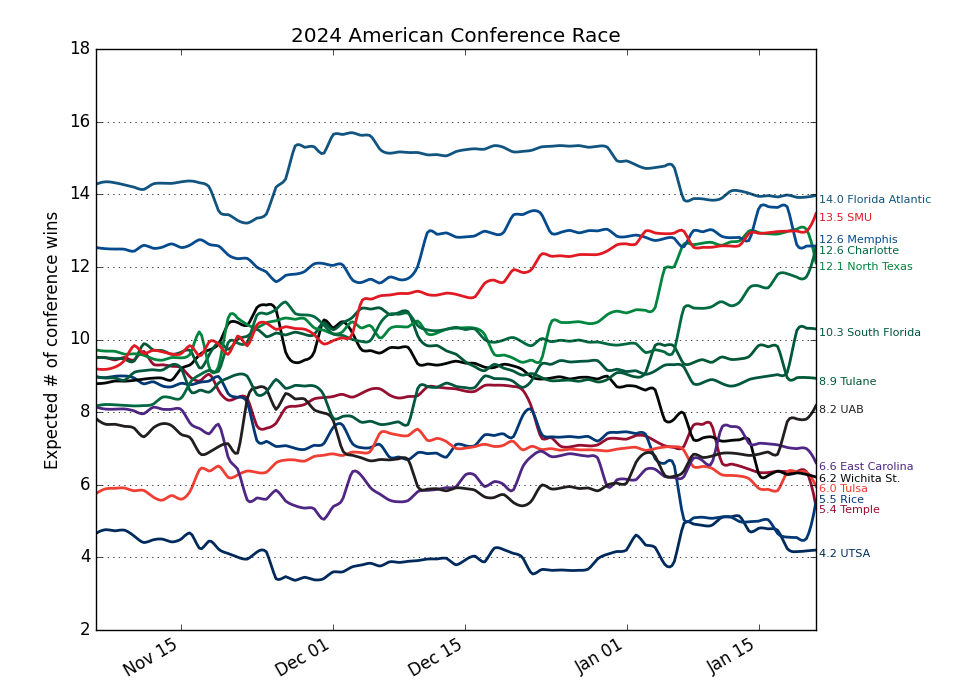 2024 American Conference Race
Expected # of conference wins
18
16
14
12
10
8
6
4
2
14.0 Florida Atlantic
13.5 SMU
12.6 Memphis
12.6 Charlotte
12.1 North Texas
10.3 South Florida
8.9 Tulane
8.2 UAB
6.6 East Carolina
6.2 Wichita St.
6.0 Tulsa
5.5 Rice
5.4 Temple
4.2 UTSA
Nov 15
Dec 01
Dec 15
Jan 01
Jan 15